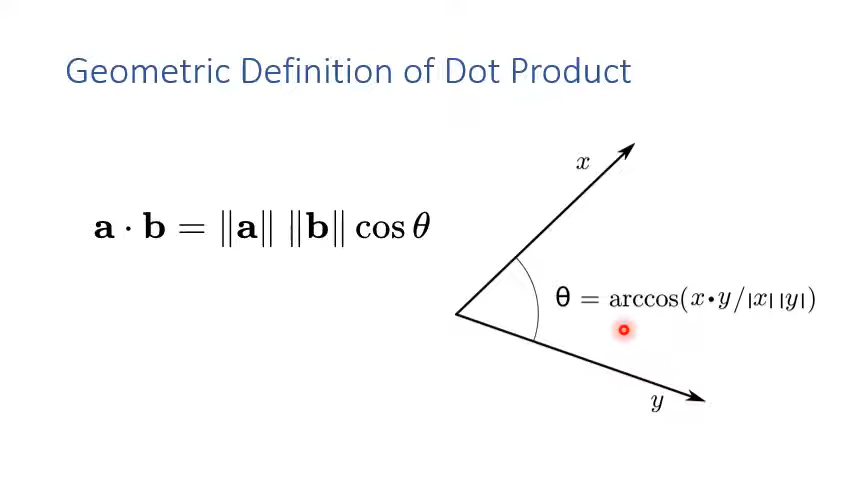 Geometric Definition of Dot Product
𝐚 · 𝐛 = ‖𝐚‖ ‖𝐛‖ cos θ
x
θ = arccos(x•y/|x| |y|)
y